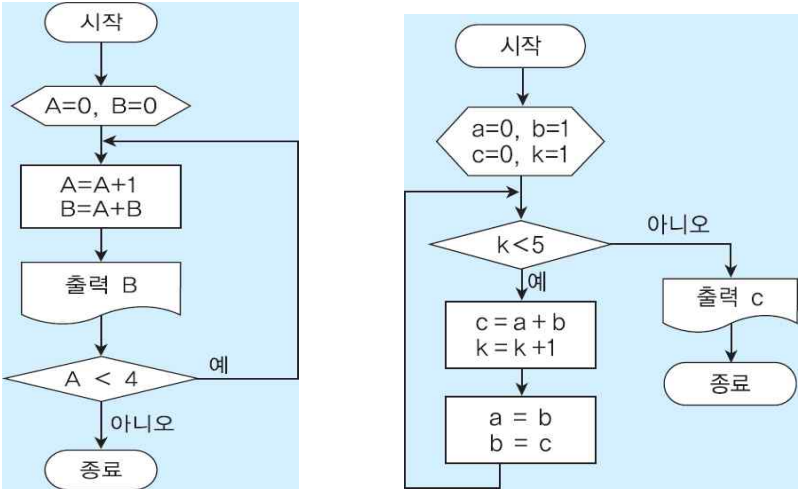 시작
A=0, B=0
A=A+1
B=A+B
출력 B
A < 4
예
아니오
종료
시작
a=0, b=1
c=0, k=1
k<5
아니오
예
출력 c
c=a+b
k=k+1
종료
a = b
b = c